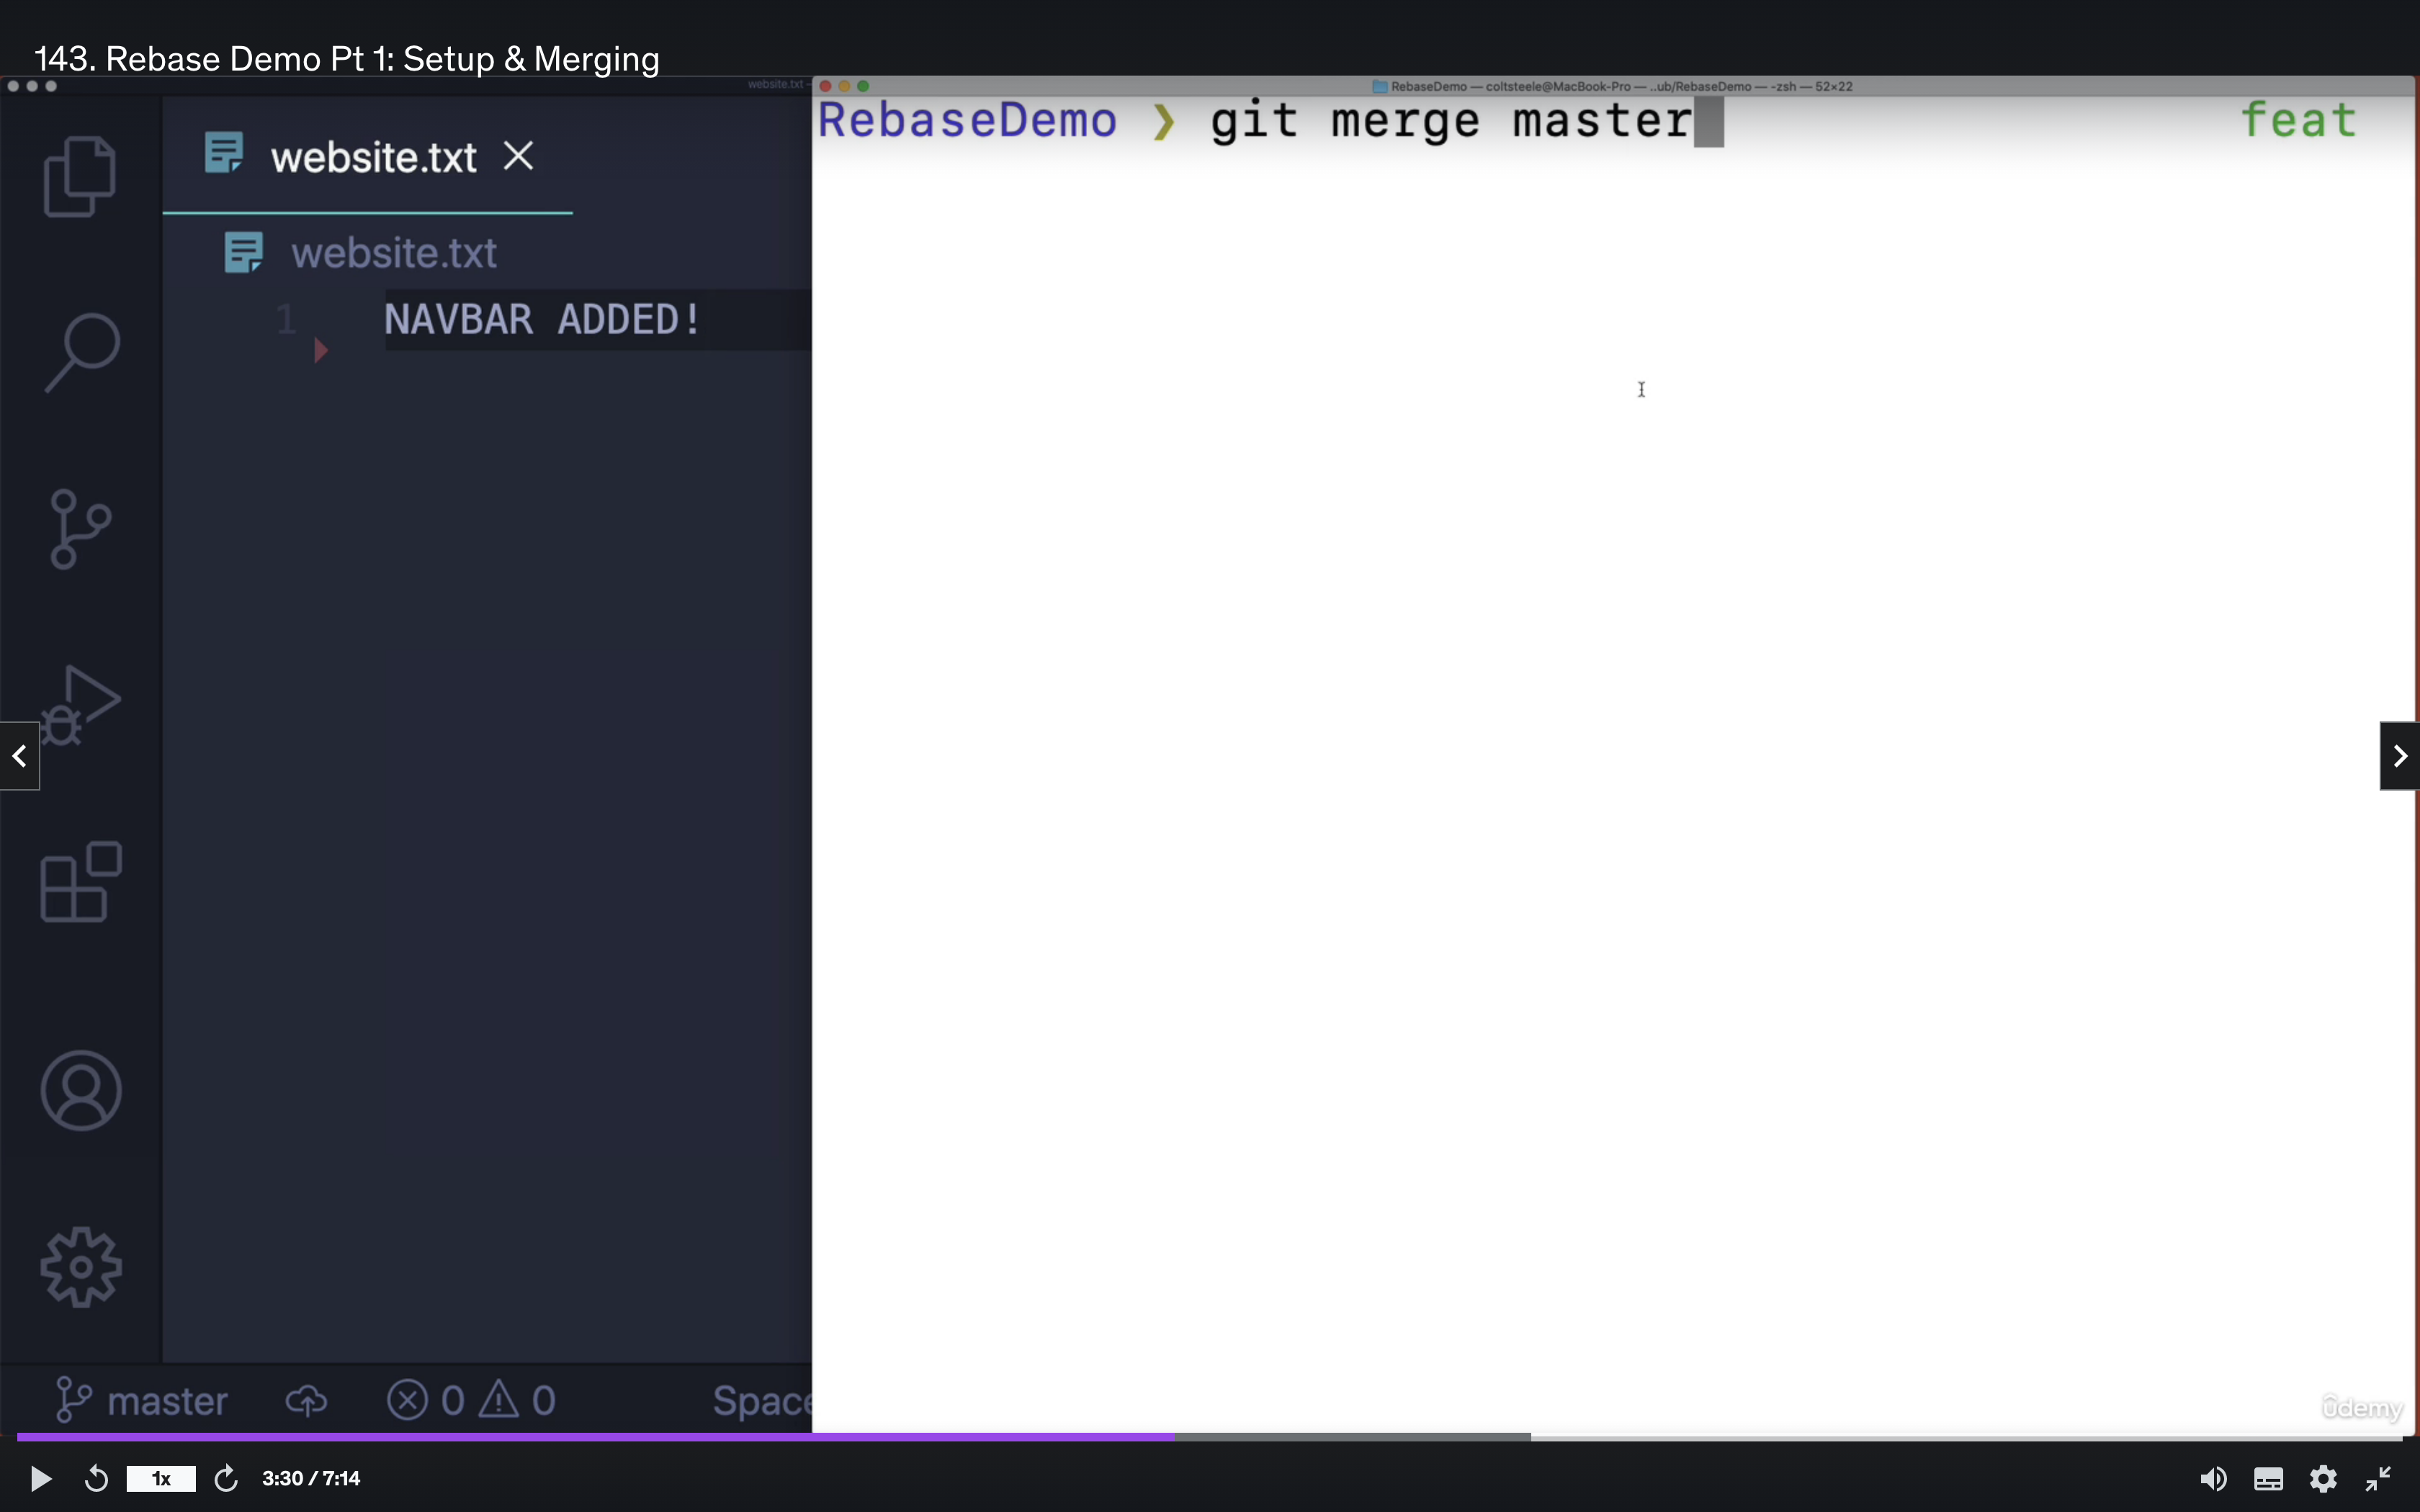 143. Rebase Demo Pt 1: Setup & Merging
website.txt —
RebaseDemo — coltsteele@MacBook-Pro — ..ub/RebaseDemo — -zsh — 52×22
website.txt
website.txt
1 NAVBAR ADDED!
RebaseDemo ❯ git merge master feat
master 0 0 Space
ûdemy
1x 3:30 / 7:14